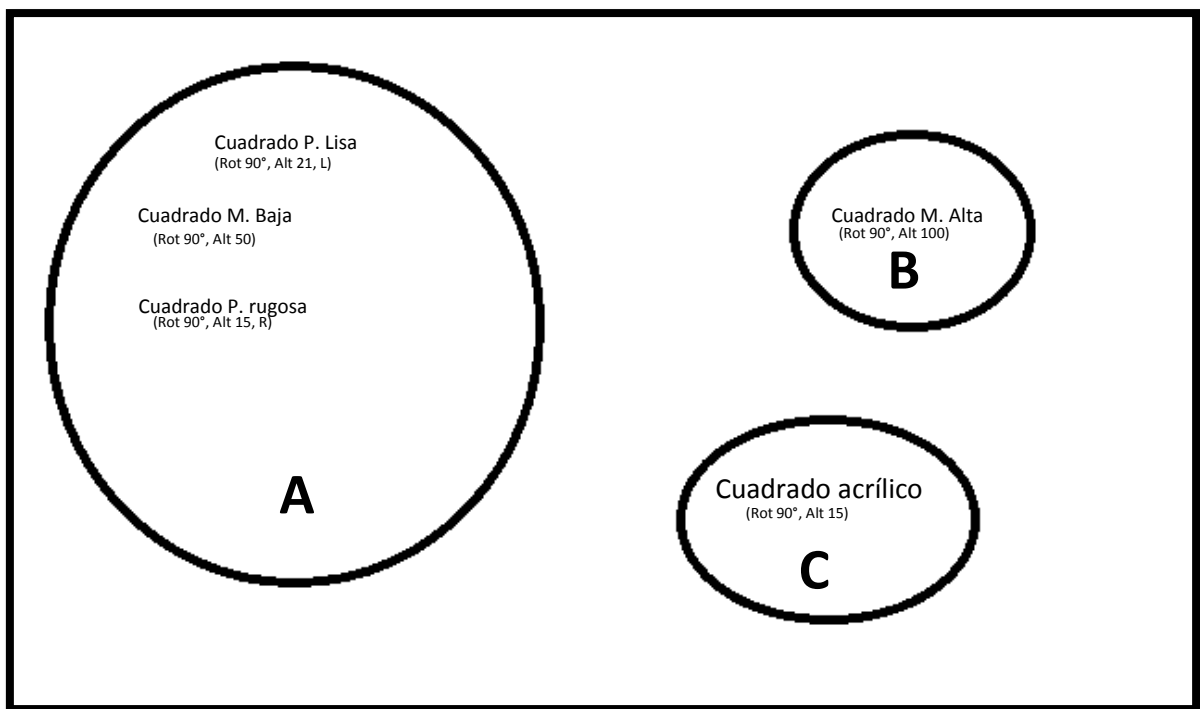 Cuadrado P. Lisa
(Rot 90°, Alt 21, L)
Cuadrado M. Baja
(Rot 90°, Alt 50)
Cuadrado P. rugosa
(Rot 90°, Alt 15, R)
A
Cuadrado M. Alta
(Rot 90°, Alt 100)
B
Cuadrado acrílico
(Rot 90°, Alt 15)
C